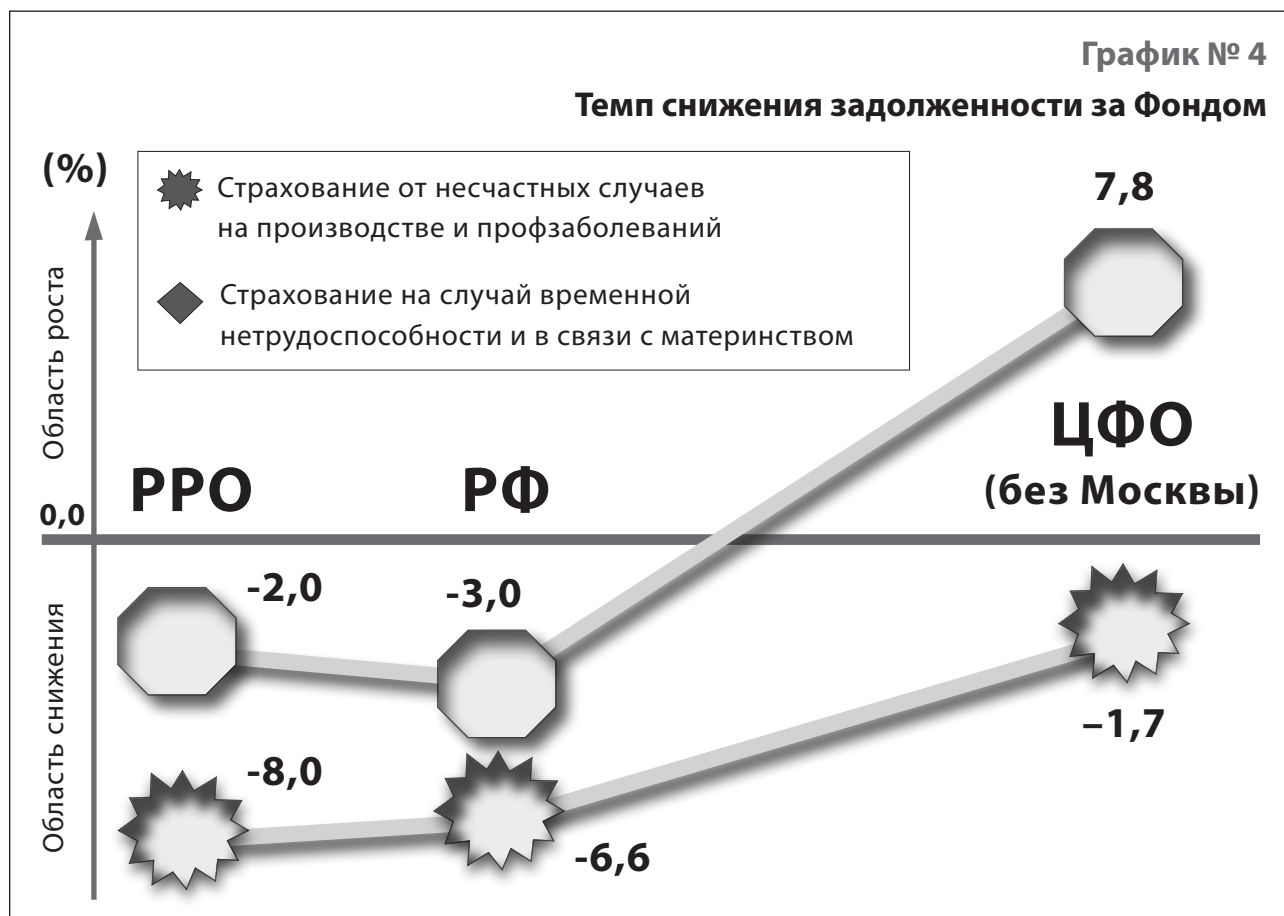 График № 4
Темп снижения задолженности за Фондом
(%)
Страхование от несчастных случаев
на производстве и профзаболеваний
Страхование на случай временной
нетрудоспособности и в связи с материнством
7,8
Область роста
ЦФО
(без Москвы)
РРО
РФ
0,0
-2,0
-3,0
Область снижения
-8,0
-6,6
–1,7